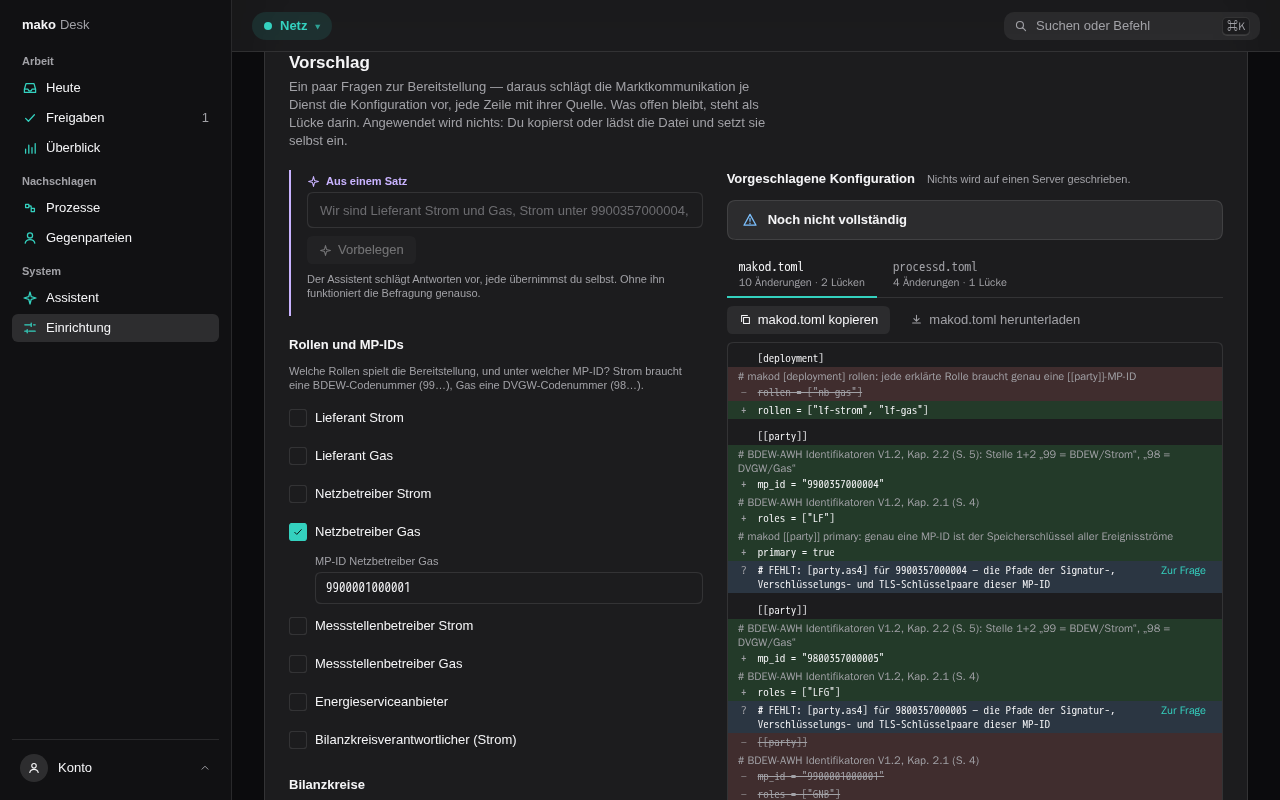 mako Desk
Arbeit
Heute
Freigaben 1
Überblick
Nachschlagen
Prozesse
Gegenparteien
System
Assistent
Einrichtung
Konto
Netz
Suchen oder Befehl ⌘K
Vorschlag
Ein paar Fragen zur Bereitstellung — daraus schlägt die Marktkommunikation je
Dienst die Konfiguration vor, jede Zeile mit ihrer Quelle. Was offen bleibt, steht als
Lücke darin. Angewendet wird nichts: Du kopierst oder lädst die Datei und setzt sie
selbst ein.
Aus einem Satz
Wir sind Lieferant Strom und Gas, Strom unter 9900357000004,
Vorbelegen
Der Assistent schlägt Antworten vor, jede übernimmst du selbst. Ohne ihn
funktioniert die Befragung genauso.
Rollen und MP-IDs
Welche Rollen spielt die Bereitstellung, und unter welcher MP-ID? Strom braucht
eine BDEW-Codenummer (99…), Gas eine DVGW-Codenummer (98…).
Lieferant Strom
Lieferant Gas
Netzbetreiber Strom
Netzbetreiber Gas
MP-ID Netzbetreiber Gas
9900001000001
Messstellenbetreiber Strom
Messstellenbetreiber Gas
Energieserviceanbieter
Bilanzkreisverantwortlicher (Strom)
Bilanzkreise
Vorgeschlagene Konfiguration Nichts wird auf einen Server geschrieben.
Noch nicht vollständig
makod.toml
10 Änderungen · 2 Lücken
processd.toml
4 Änderungen · 1 Lücke
makod.toml kopieren
makod.toml herunterladen
[deployment]
# makod [deployment] rollen: jede erklärte Rolle braucht genau eine [[party]]-MP-ID
− rollen = ["nb-gas"]
+ rollen = ["lf-strom", "lf-gas"]
[[party]]
# BDEW-AWH Identifikatoren V1.2, Kap. 2.2 (S. 5): Stelle 1+2 „99 = BDEW/Strom", „98 =
DVGW/Gas"
+ mp_id = "9900357000004"
# BDEW-AWH Identifikatoren V1.2, Kap. 2.1 (S. 4)
+ roles = ["LF"]
# makod [[party]] primary: genau eine MP-ID ist der Speicherschlüssel aller Ereignisströme
+ primary = true
? # FEHLT: [party.as4] für 9900357000004 — die Pfade der Signatur-, Zur Frage
Verschlüsselungs- und TLS-Schlüsselpaare dieser MP-ID
[[party]]
# BDEW-AWH Identifikatoren V1.2, Kap. 2.2 (S. 5): Stelle 1+2 „99 = BDEW/Strom", „98 =
DVGW/Gas"
+ mp_id = "9800357000005"
# BDEW-AWH Identifikatoren V1.2, Kap. 2.1 (S. 4)
+ roles = ["LFG"]
? # FEHLT: [party.as4] für 9800357000005 — die Pfade der Signatur-, Zur Frage
Verschlüsselungs- und TLS-Schlüsselpaare dieser MP-ID
− [[party]]
# BDEW-AWH Identifikatoren V1.2, Kap. 2.1 (S. 4)
− mp_id = "9900001000001"
− roles = ["GNB"]